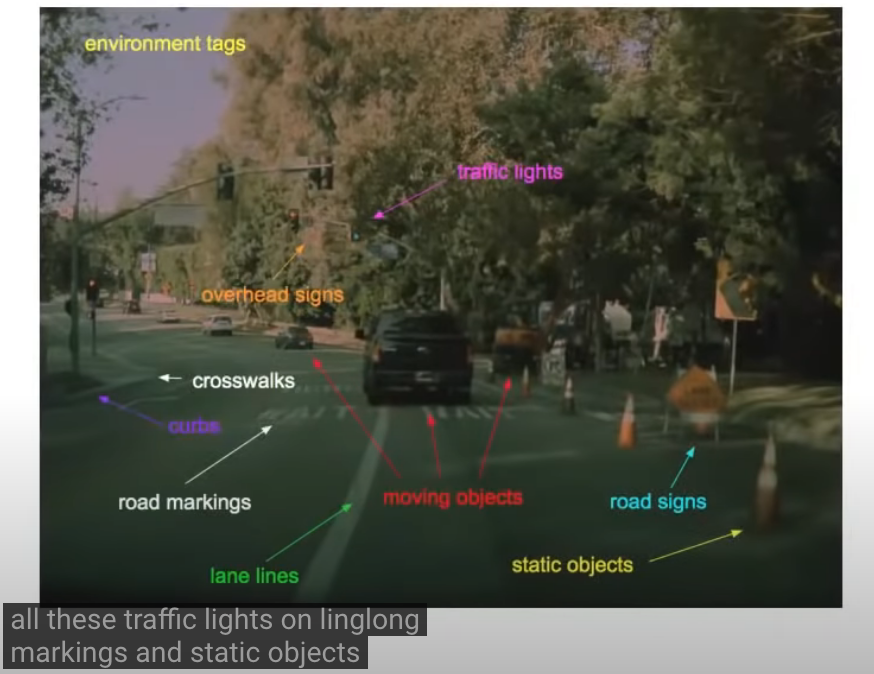 environment tags
traffic lights
overhead signs
crosswalks
curbs
WAIT
road markings
moving objects
road signs
static objects
lane lines
all these traffic lights on linglong
markings and static objects